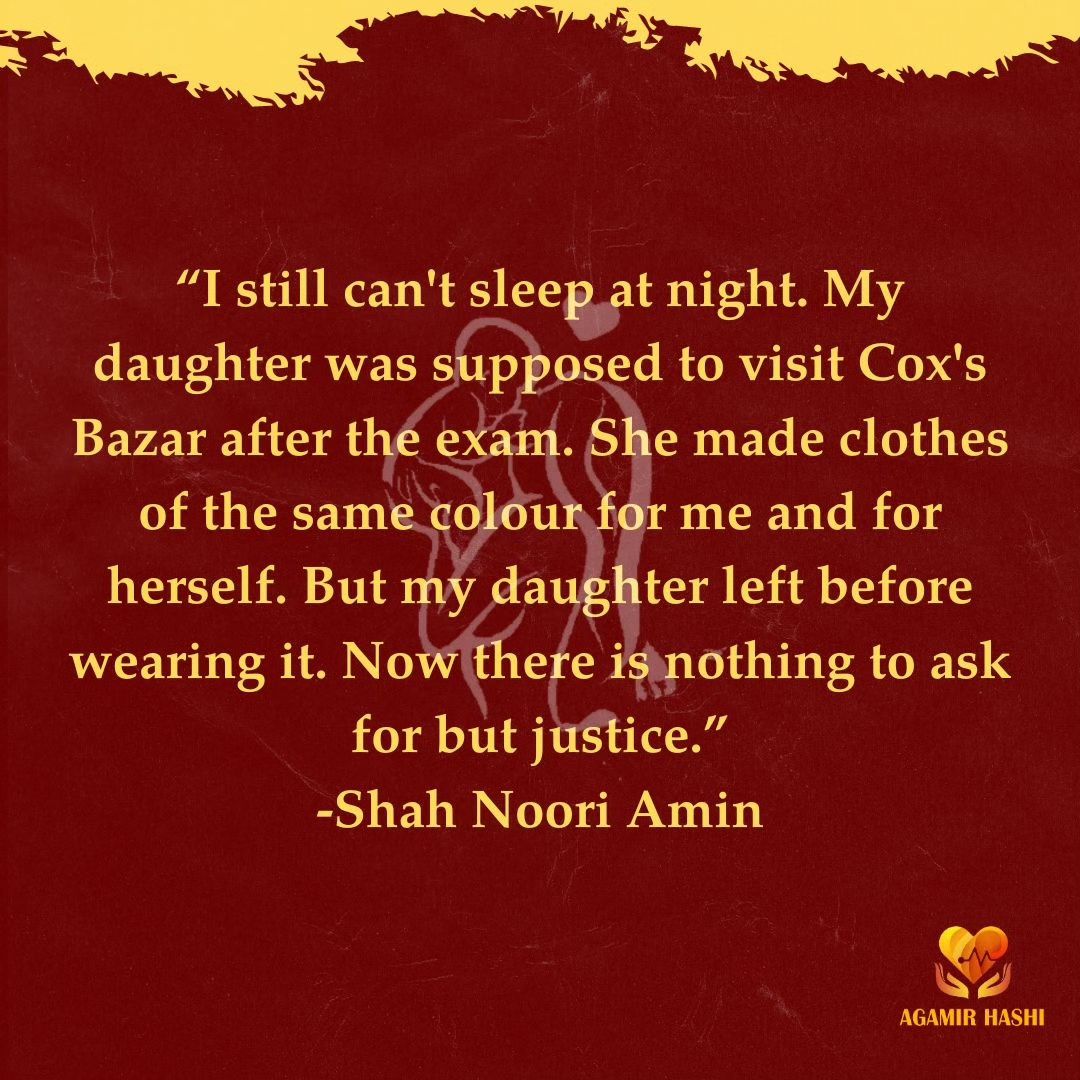 “I still can't sleep at night. My
daughter was supposed to visit Cox's
Bazar after the exam. She made clothes
of the same colour for me and for
herself. But my daughter left before
wearing it. Now there is nothing to ask
for but justice.”
-Shah Noori Amin
AGAMIR HASHI